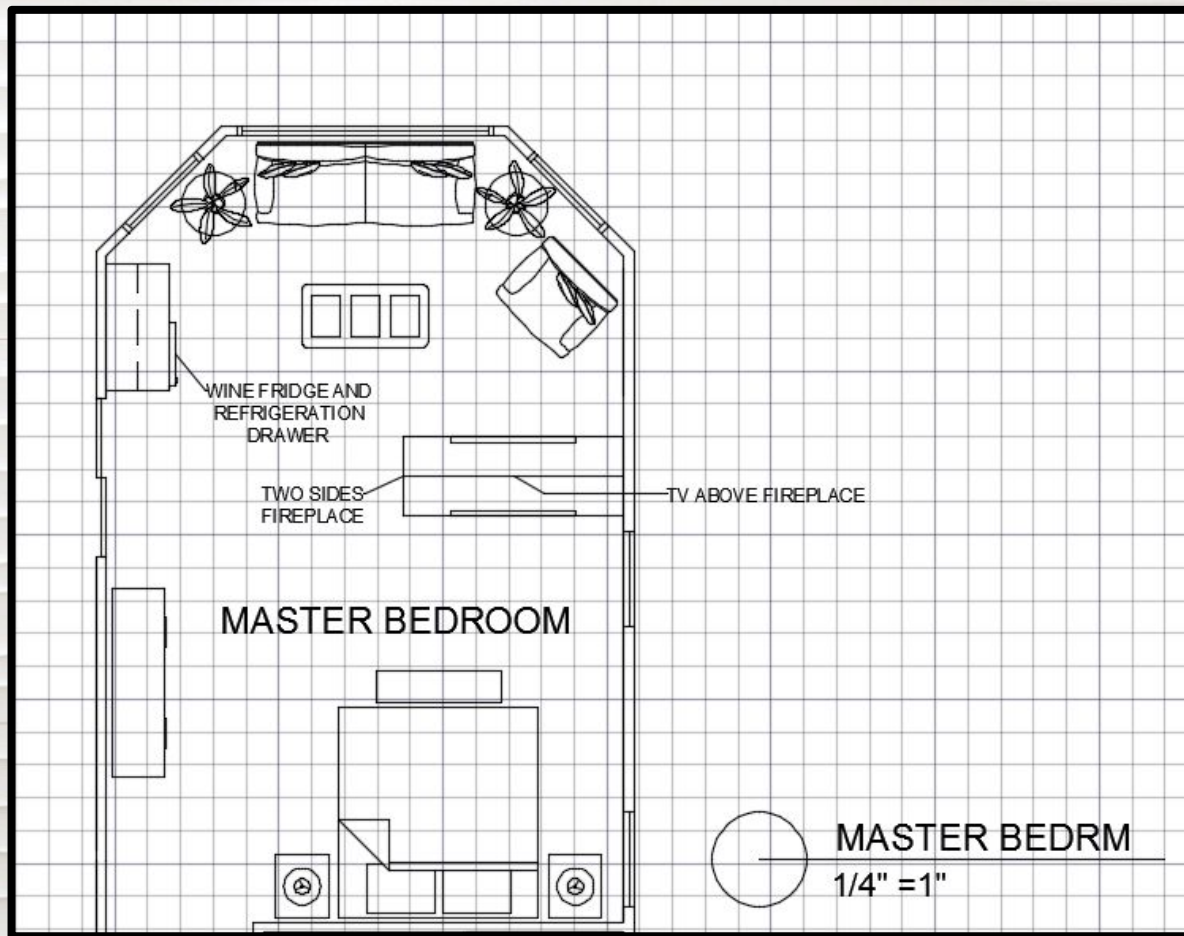 WINE FRIDGE AND
REFRIGERATION
DRAWER
TWO SIDES
FIREPLACE
TV ABOVE FIREPLACE
MASTER BEDROOM
MASTER BEDRM
1/4" =1"